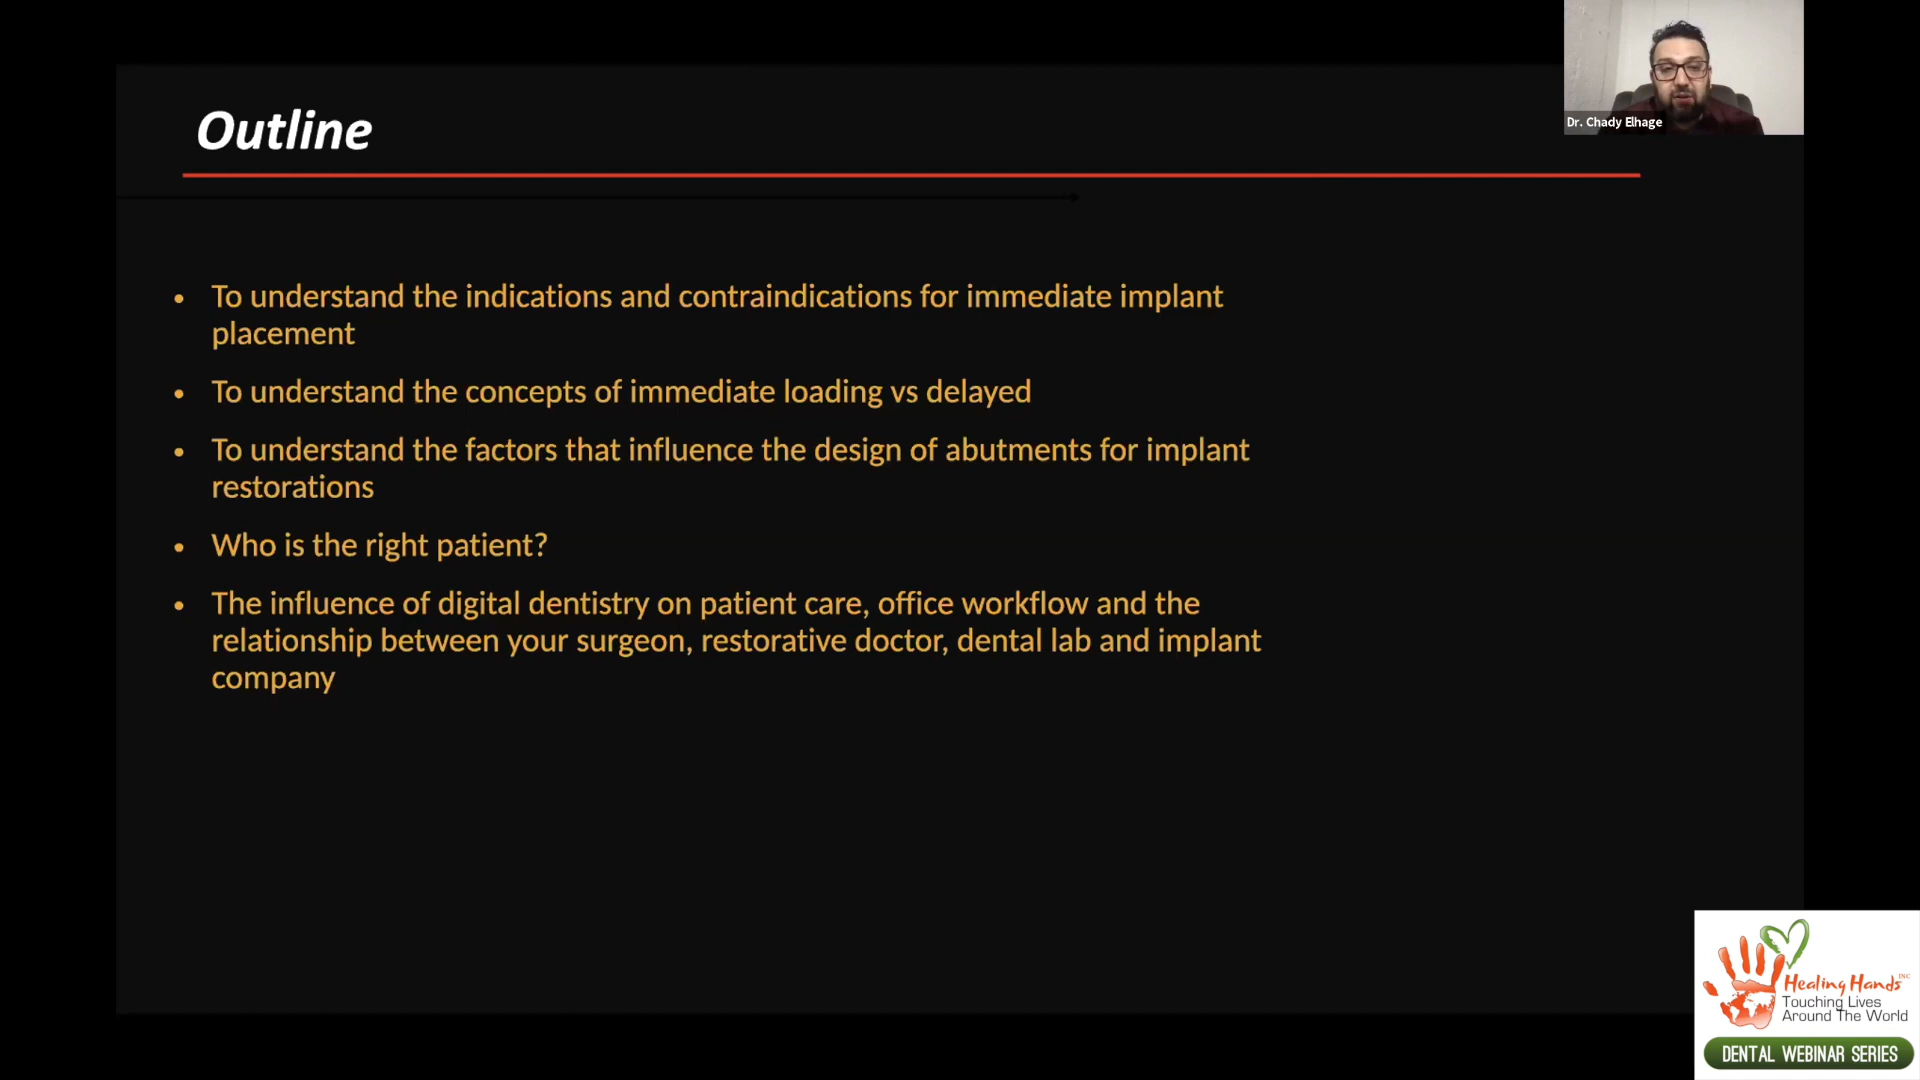 Outline
Dr. Chady Elhage
• To understand the indications and contraindications for immediate implant
placement
• To understand the concepts of immediate loading vs delayed
• To understand the factors that influence the design of abutments for implant
restorations
• Who is the right patient?
• The influence of digital dentistry on patient care, office workflow and the
relationship between your surgeon, restorative doctor, dental lab and implant
company
Healing Hands INC
Touching Lives
Around The World
DENTAL WEBINAR SERIES